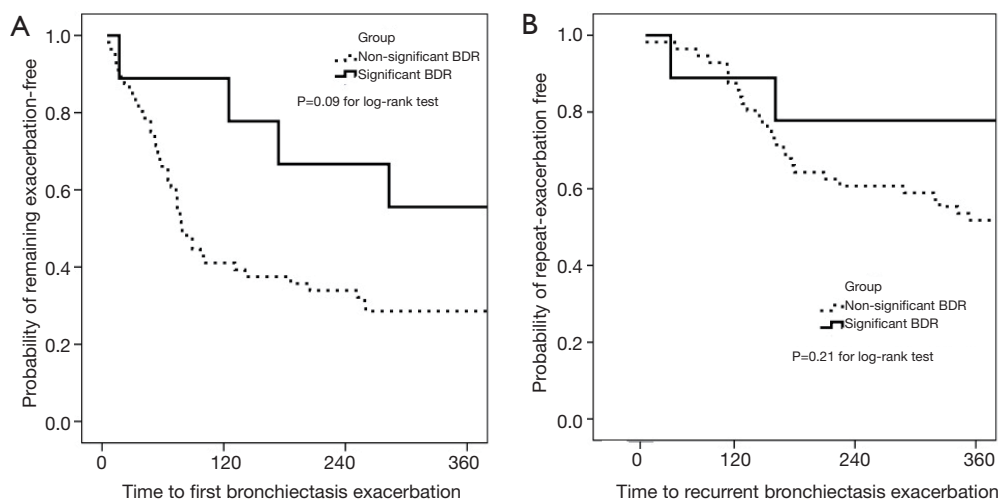 A
Probability of remaining exacerbation-free
1.0
0.8
0.6
0.4
0.2
0.0
Group
Non-significant BDR
Significant BDR
P=0.09 for log-rank test
0 120 240 360
Time to first bronchiectasis exacerbation
B
Probability of repeat-exacerbation free
1.0
0.8
0.6
0.4
0.2
0.0
Group
Non-significant BDR
Significant BDR
P=0.21 for log-rank test
0 120 240 360
Time to recurrent bronchiectasis exacerbation